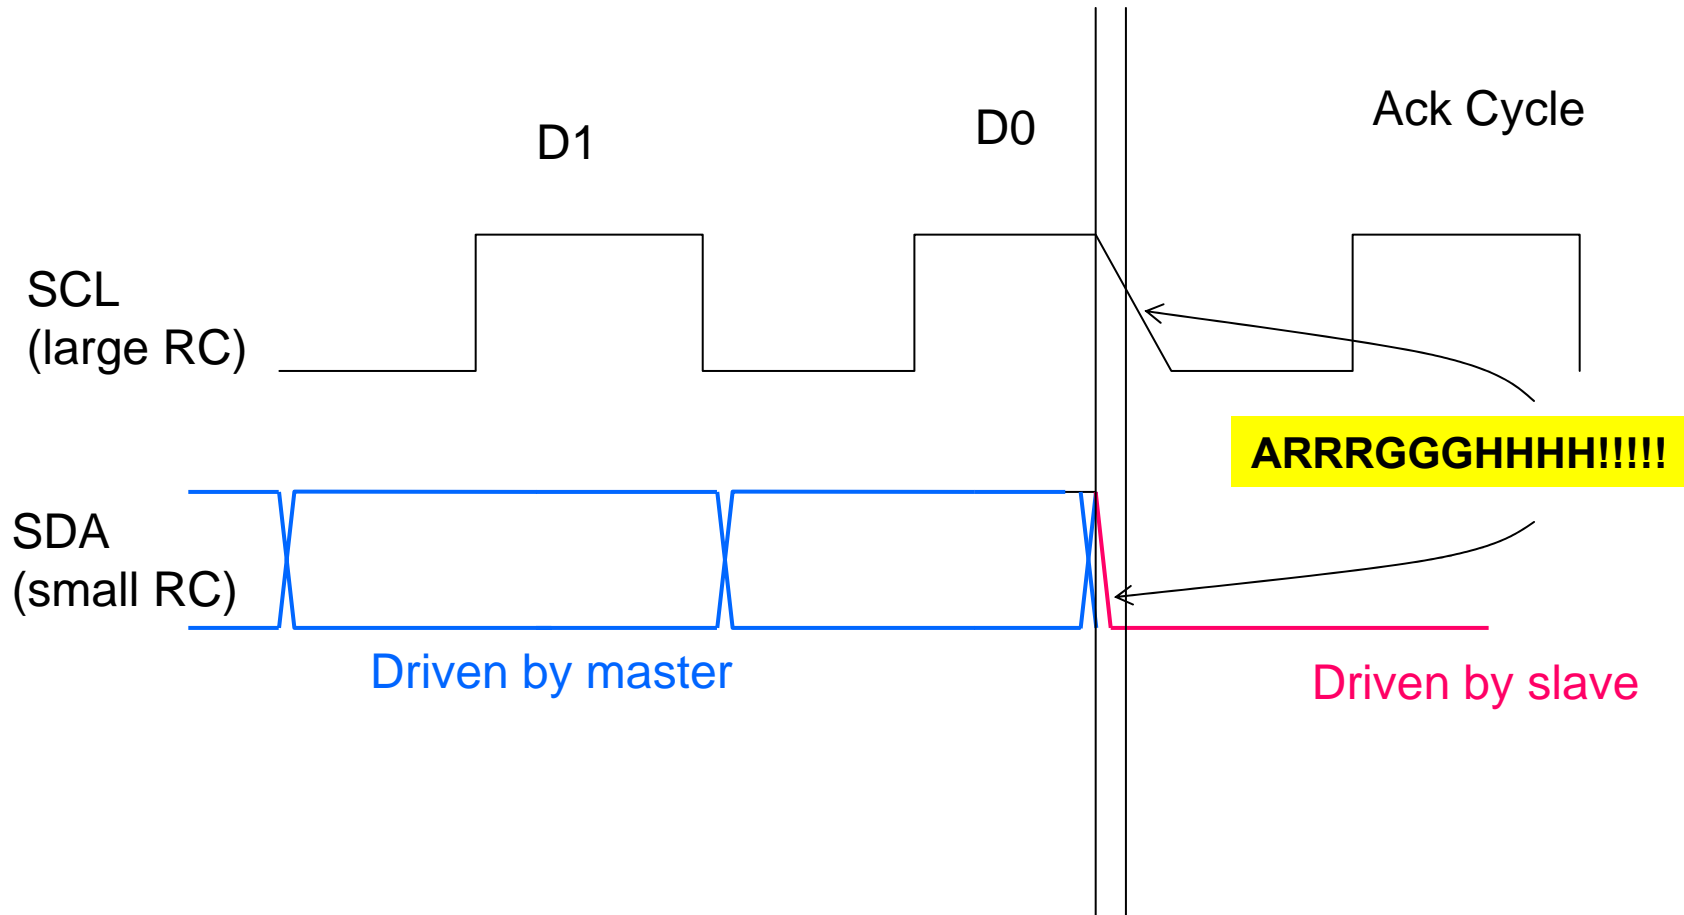 D1
D0
Ack Cycle
SCL
(large RC)
ARRRGGGHHHH!!!!!
SDA
(small RC)
Driven by master
Driven by slave